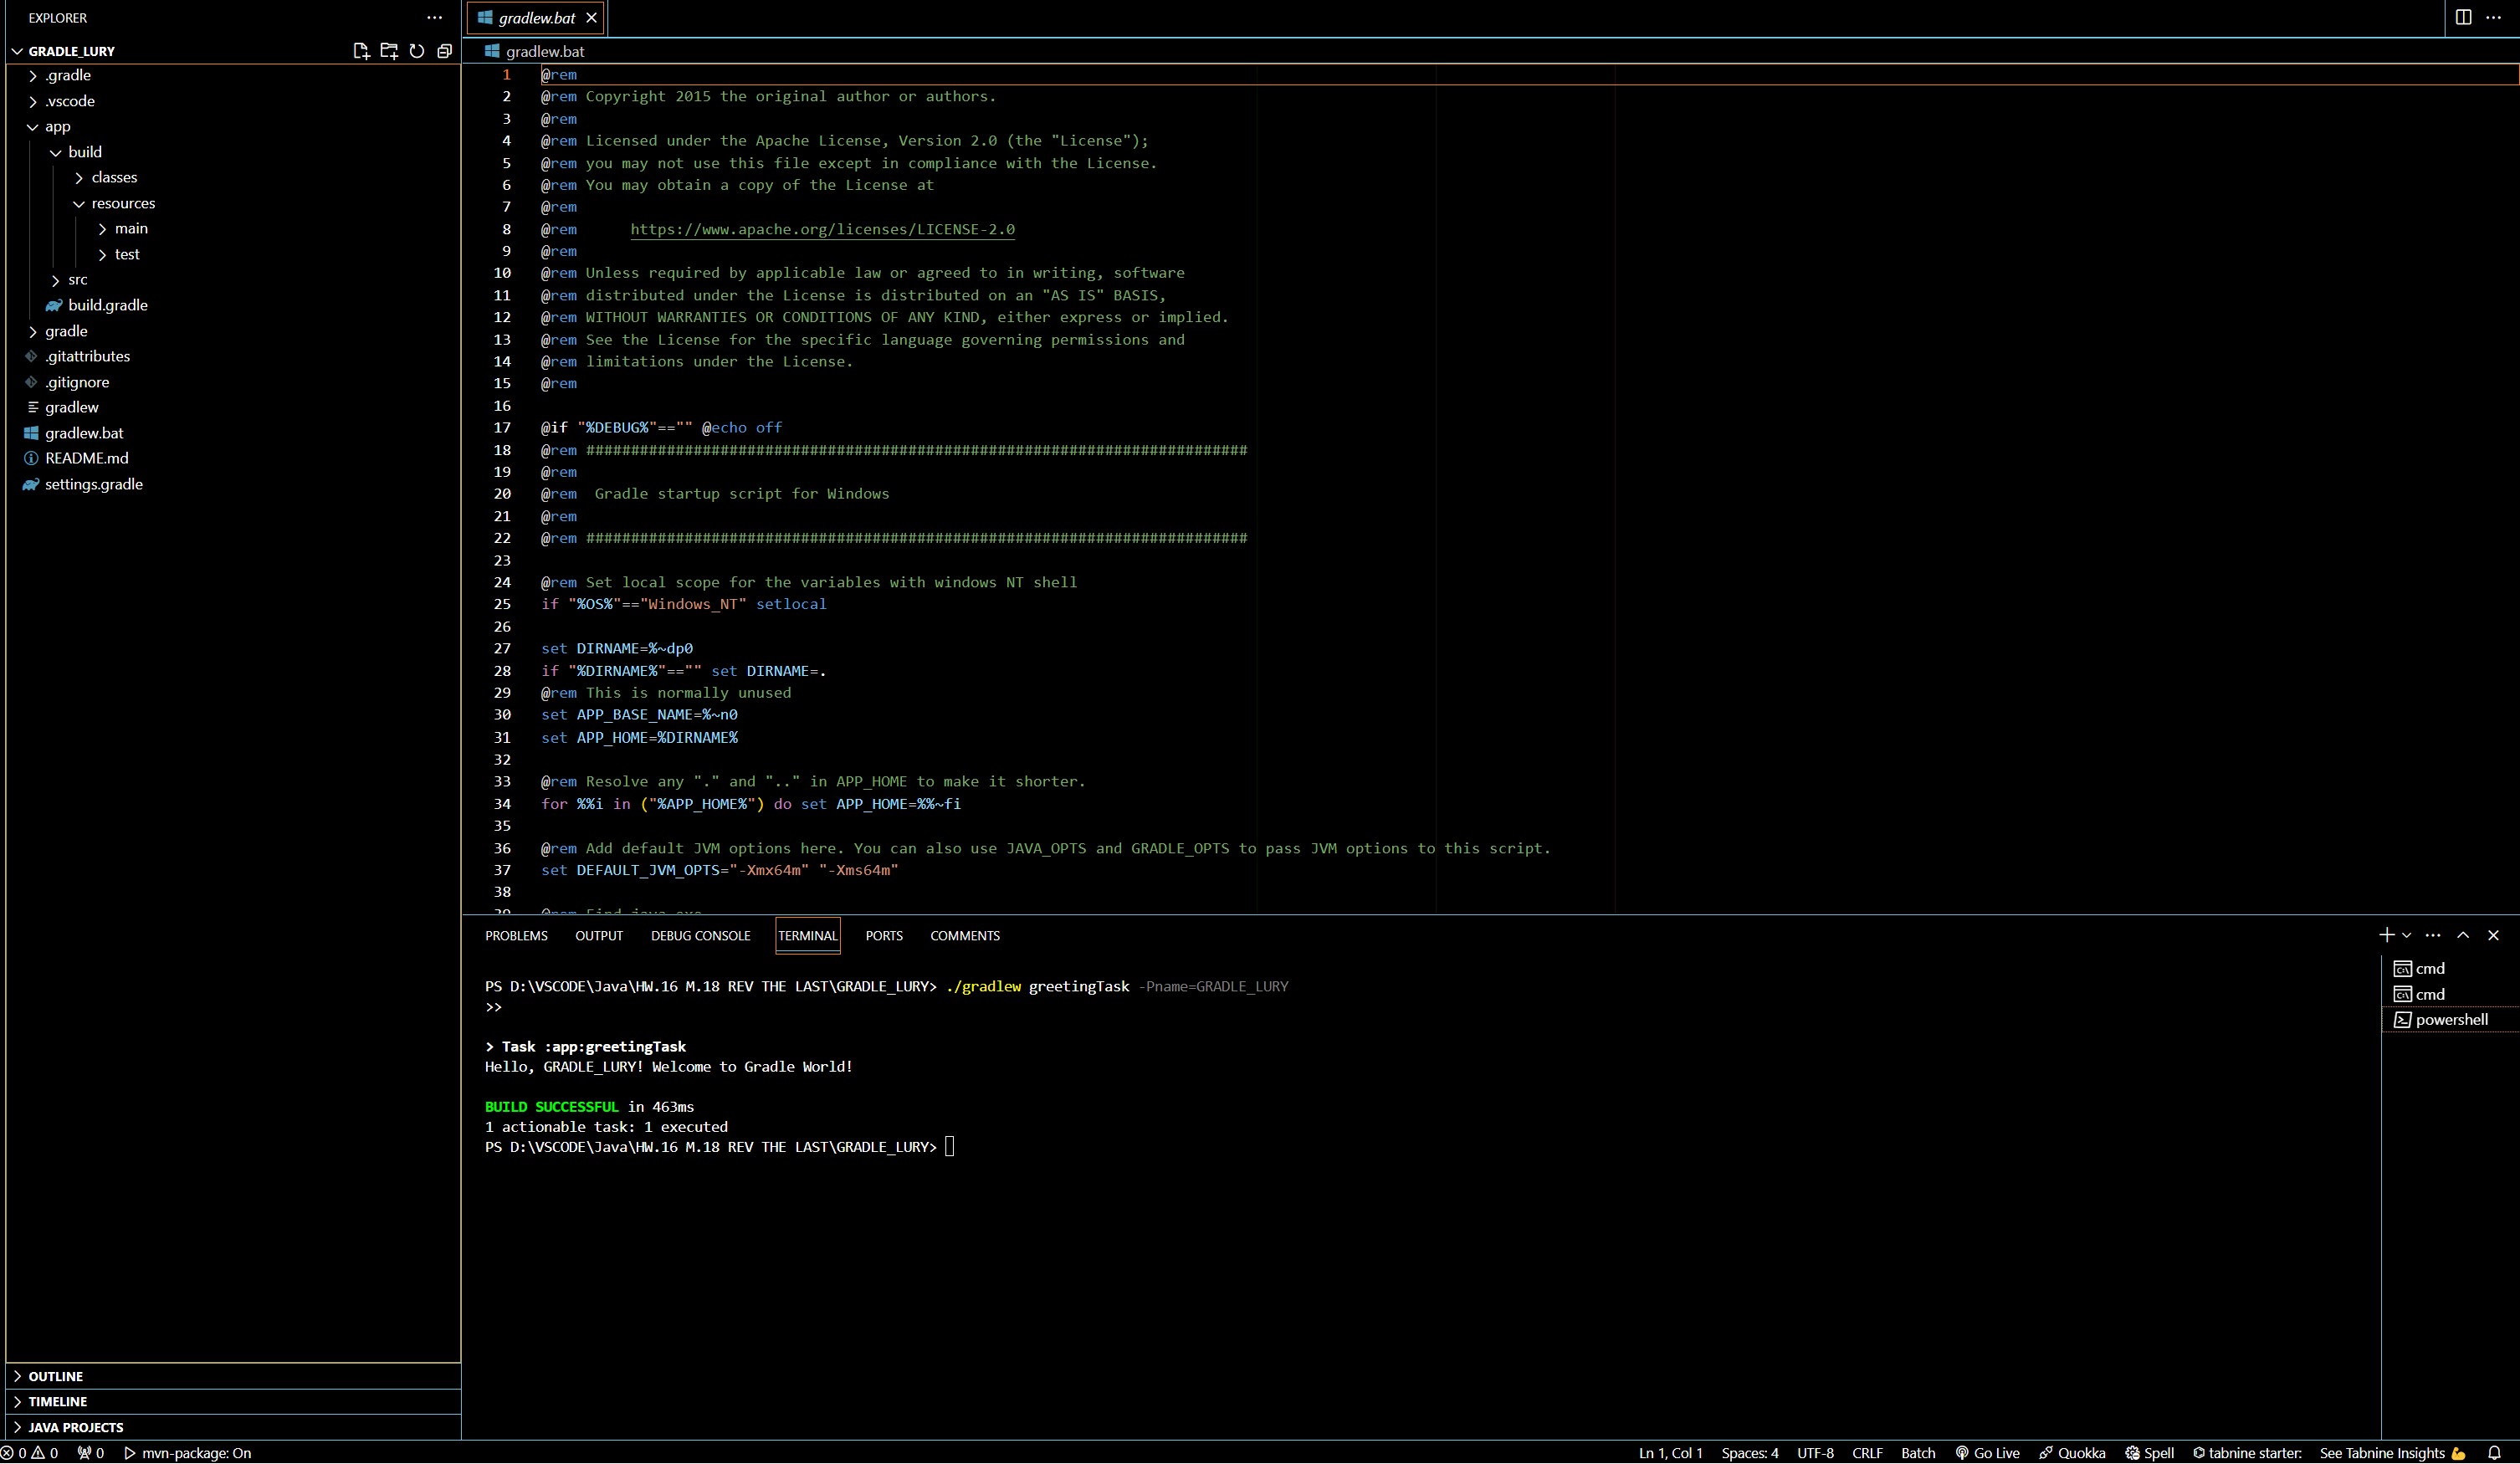 EXPLORER
GRADLE_LURY
.gradle
.vscode
app
build
classes
resources
main
test
src
build.gradle
gradle
.gitattributes
.gitignore
gradlew
gradlew.bat
README.md
settings.gradle
OUTLINE
TIMELINE
JAVA PROJECTS
gradlew.bat
gradlew.bat
1 @rem
2 @rem Copyright 2015 the original author or authors.
3 @rem
4 @rem Licensed under the Apache License, Version 2.0 (the "License");
5 @rem you may not use this file except in compliance with the License.
6 @rem You may obtain a copy of the License at
7 @rem
8 @rem      https://www.apache.org/licenses/LICENSE-2.0
9 @rem
10 @rem Unless required by applicable law or agreed to in writing, software
11 @rem distributed under the License is distributed on an "AS IS" BASIS,
12 @rem WITHOUT WARRANTIES OR CONDITIONS OF ANY KIND, either express or implied.
13 @rem See the License for the specific language governing permissions and
14 @rem limitations under the License.
15 @rem
16
17 @if "%DEBUG%"=="" @echo off
18 @rem ##########################################################################
19 @rem
20 @rem  Gradle startup script for Windows
21 @rem
22 @rem ##########################################################################
23
24 @rem Set local scope for the variables with windows NT shell
25 if "%OS%"=="Windows_NT" setlocal
26
27 set DIRNAME=%~dp0
28 if "%DIRNAME%"=="" set DIRNAME=.
29 @rem This is normally unused
30 set APP_BASE_NAME=%~n0
31 set APP_HOME=%DIRNAME%
32
33 @rem Resolve any "." and ".." in APP_HOME to make it shorter.
34 for %%i in ("%APP_HOME%") do set APP_HOME=%%~fi
35
36 @rem Add default JVM options here. You can also use JAVA_OPTS and GRADLE_OPTS to pass JVM options to this script.
37 set DEFAULT_JVM_OPTS="-Xmx64m" "-Xms64m"
38
39 @rem Find java.exe
PROBLEMS OUTPUT DEBUG CONSOLE TERMINAL PORTS COMMENTS
PS D:\VSCODE\Java\HW.16 M.18 REV THE LAST\GRADLE_LURY> ./gradlew greetingTask -Pname=GRADLE_LURY
>>
> Task :app:greetingTask
Hello, GRADLE_LURY! Welcome to Gradle World!
BUILD SUCCESSFUL in 463ms
1 actionable task: 1 executed
PS D:\VSCODE\Java\HW.16 M.18 REV THE LAST\GRADLE_LURY>
cmd
cmd
powershell
0 0 0 mvn-package: On Ln 1, Col 1 Spaces: 4 UTF-8 CRLF Batch Go Live Quokka Spell tabnine starter: See Tabnine Insights 💪